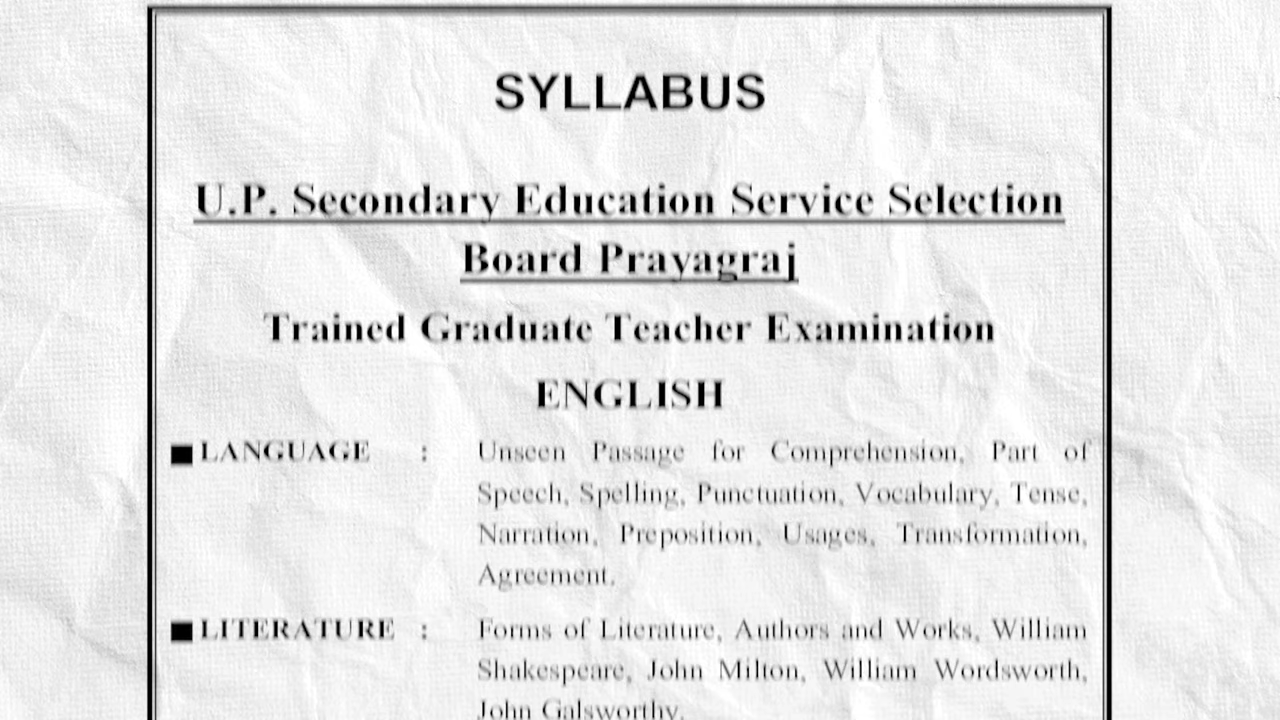 SYLLABUS
U.P. Secondary Education Service Selection
Board Prayagraj
Trained Graduate Teacher Examination
ENGLISH
■ LANGUAGE : Unseen Passage for Comprehension, Part of
Speech, Spelling, Punctuation, Vocabulary, Tense,
Narration, Preposition, Usages, Transformation,
Agreement.
■ LITERATURE : Forms of Literature, Authors and Works, William
Shakespeare, John Milton, William Wordsworth,
John Galsworthy.